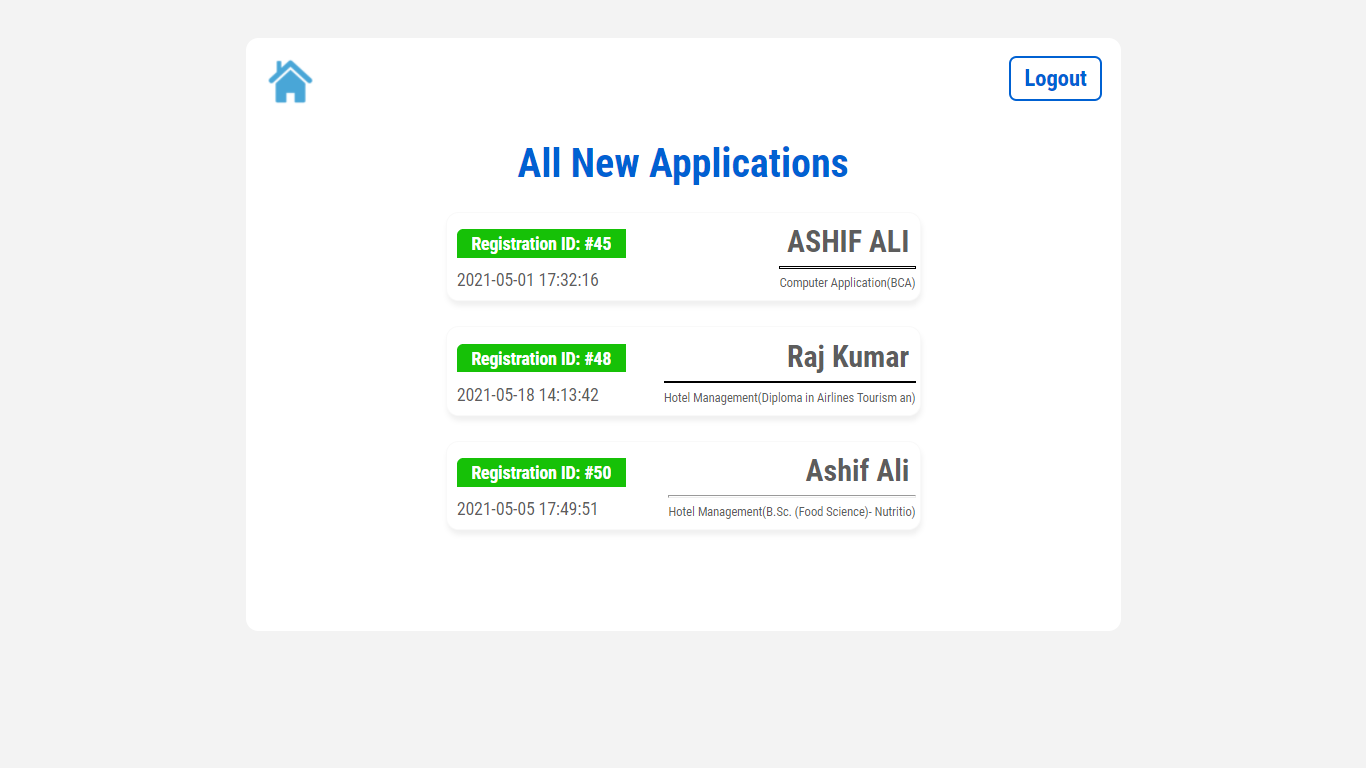 Logout
All New Applications
Registration ID: #45
ASHIF ALI
2021-05-01 17:32:16
Computer Application(BCA)
Registration ID: #48
Raj Kumar
2021-05-18 14:13:42
Hotel Management(Diploma in Airlines Tourism an)
Registration ID: #50
Ashif Ali
2021-05-05 17:49:51
Hotel Management(B.Sc. (Food Science)- Nutritio)